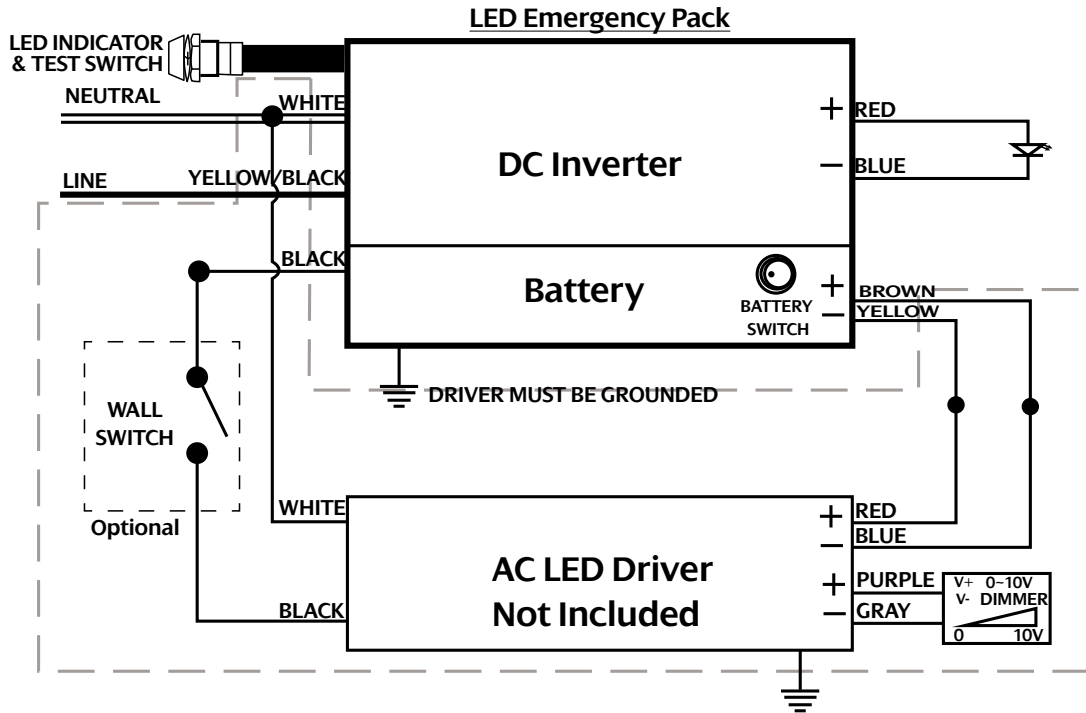 LED Emergency Pack
LED INDICATOR
& TEST SWITCH
NEUTRAL
WHITE
+ RED
DC Inverter
LINE
YELLOW/BLACK
− BLUE
BLACK
Battery
BATTERY
SWITCH
+ BROWN
− YELLOW
DRIVER MUST BE GROUNDED
WALL
SWITCH
Optional
WHITE
+ RED
− BLUE
AC LED Driver
Not Included
BLACK
+ PURPLE
− GRAY
V+ 0~10V
V- DIMMER
0 10V